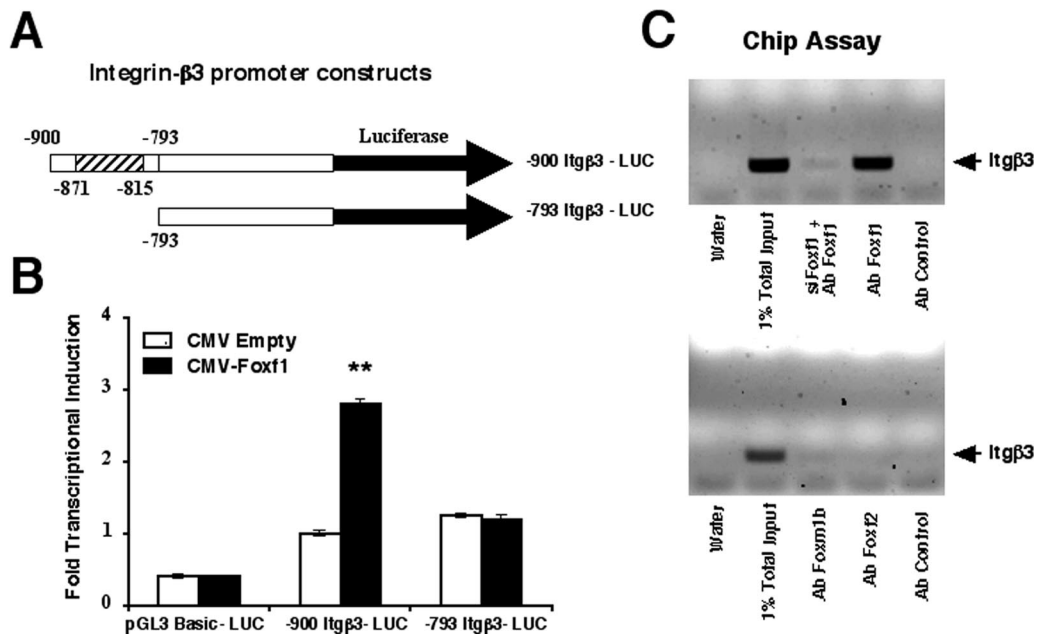 A
Integrin-β3 promoter constructs
-900
-793
Luciferase
-871
-815
-900 Itgβ3 - LUC
-793
-793 Itgβ3 - LUC
B
Fold Transcriptional Induction
4
3
2
1
0
CMV Empty
CMV-Foxf1
**
pGL3 Basic- LUC
-900 Itgβ3- LUC
-793 Itgβ3- LUC
C
Chip Assay
Itgβ3
Water
1% Total Input
siFoxf1 +
Ab Foxf1
Ab Foxf1
Ab Control
Itgβ3
Water
1% Total Input
Ab Foxm1b
Ab Foxf2
Ab Control